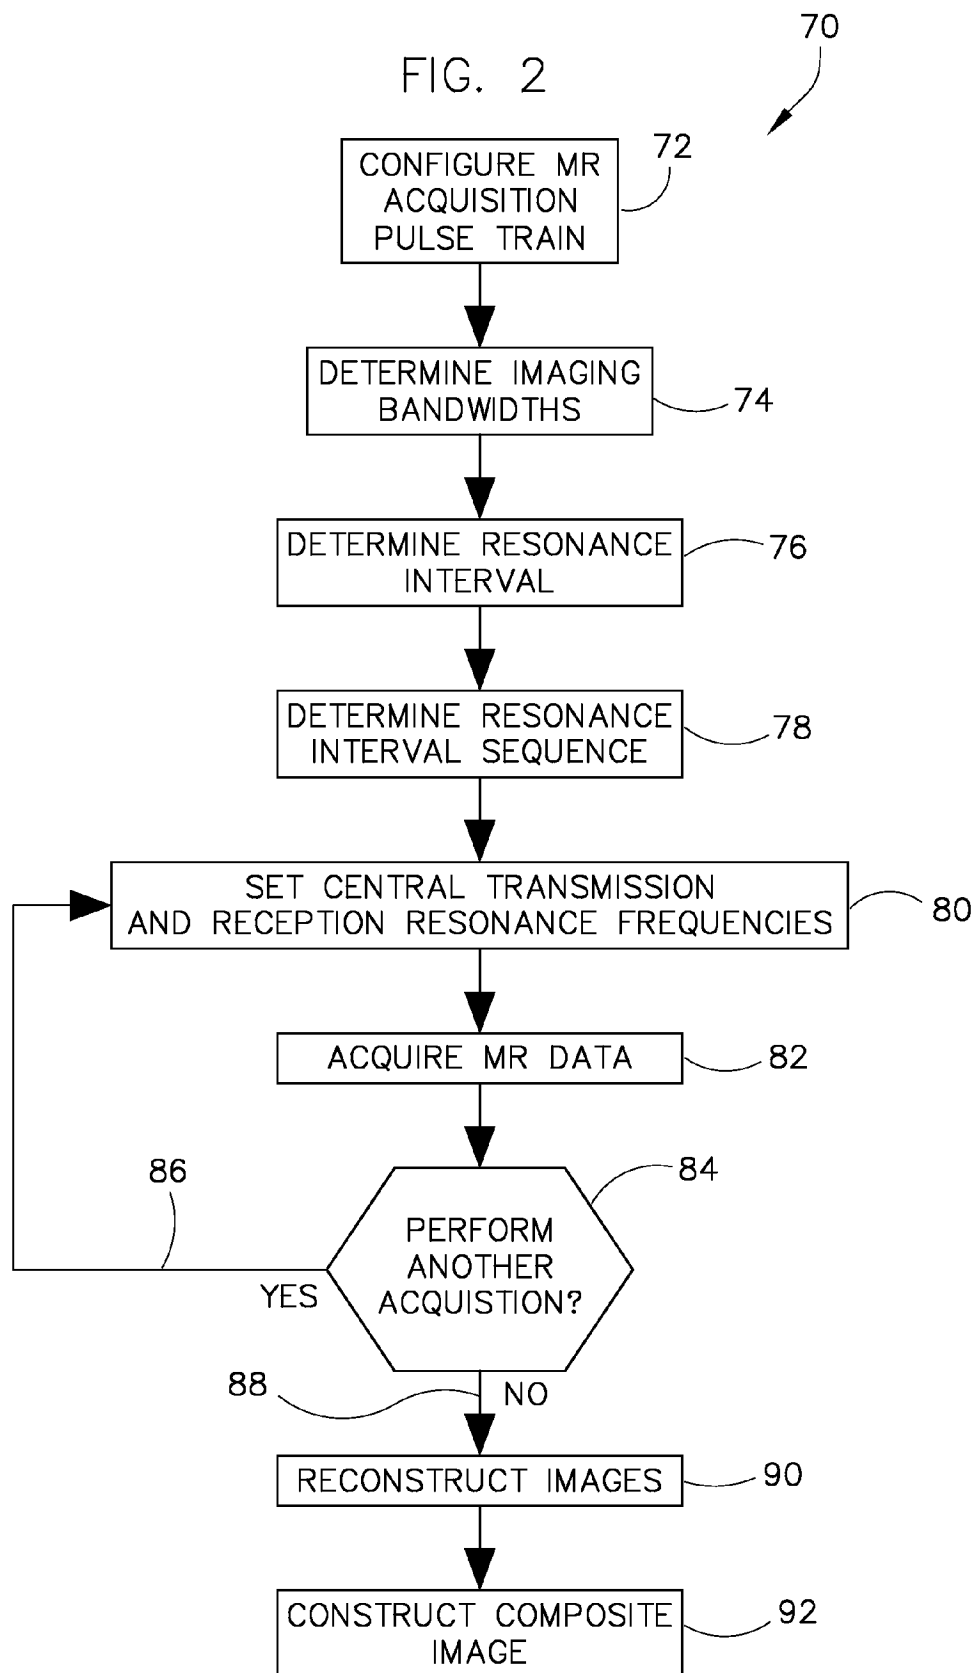 70
FIG. 2
72
CONFIGURE MR
ACQUISITION
PULSE TRAIN
DETERMINE IMAGING
BANDWIDTHS
74
DETERMINE RESONANCE
INTERVAL
76
DETERMINE RESONANCE
INTERVAL SEQUENCE
78
SET CENTRAL TRANSMISSION
AND RECEPTION RESONANCE FREQUENCIES
80
ACQUIRE MR DATA
82
86
84
PERFORM
ANOTHER
ACQUISTION?
YES
88
NO
RECONSTRUCT IMAGES
90
CONSTRUCT COMPOSITE
IMAGE
92